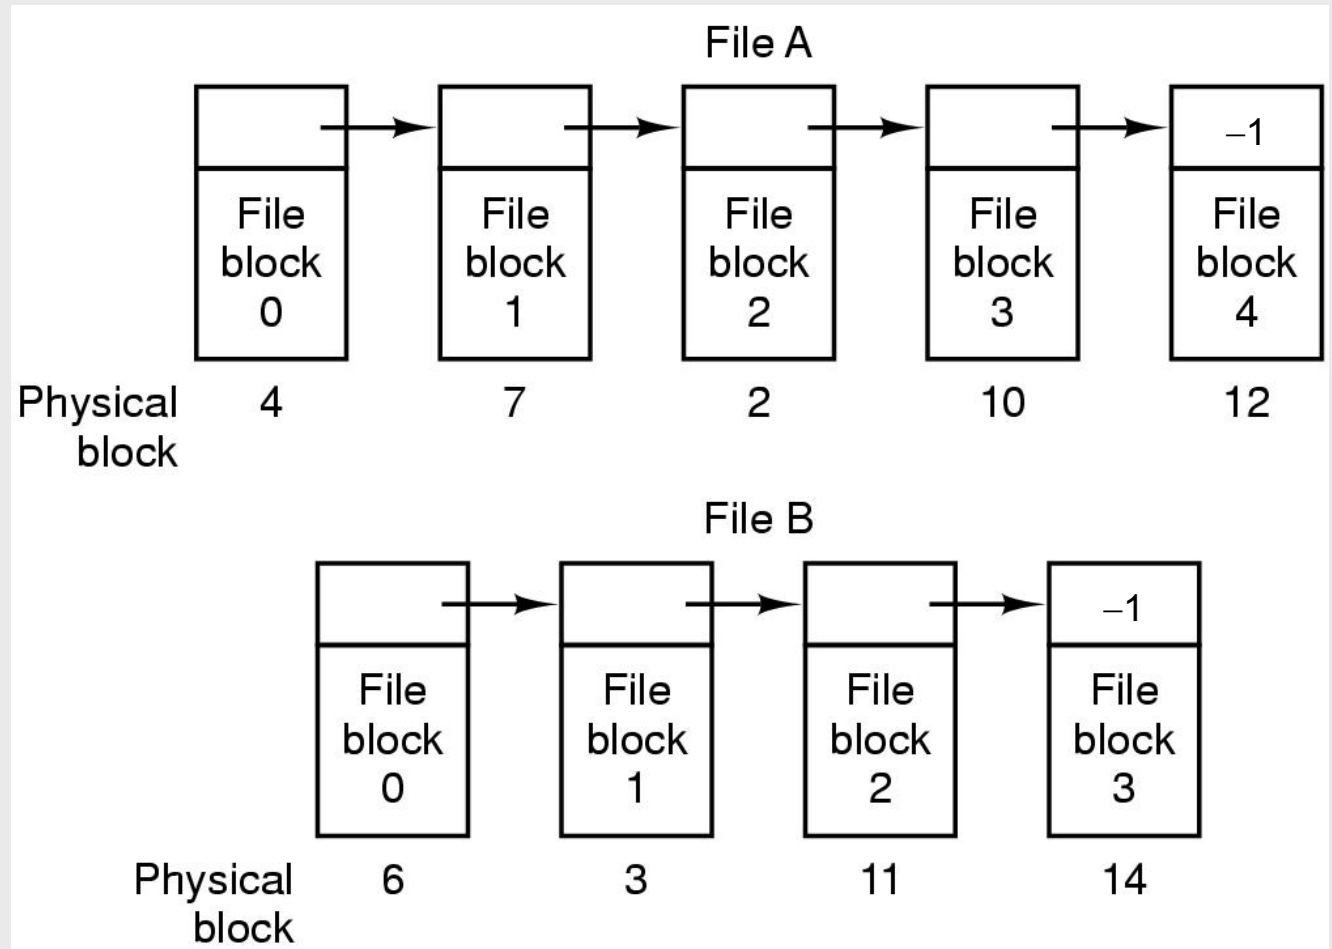 File A
–1
File block 0
File block 1
File block 2
File block 3
File block 4
Physical block
4 7 2 10 12
File B
–1
File block 0
File block 1
File block 2
File block 3
Physical block
6 3 11 14